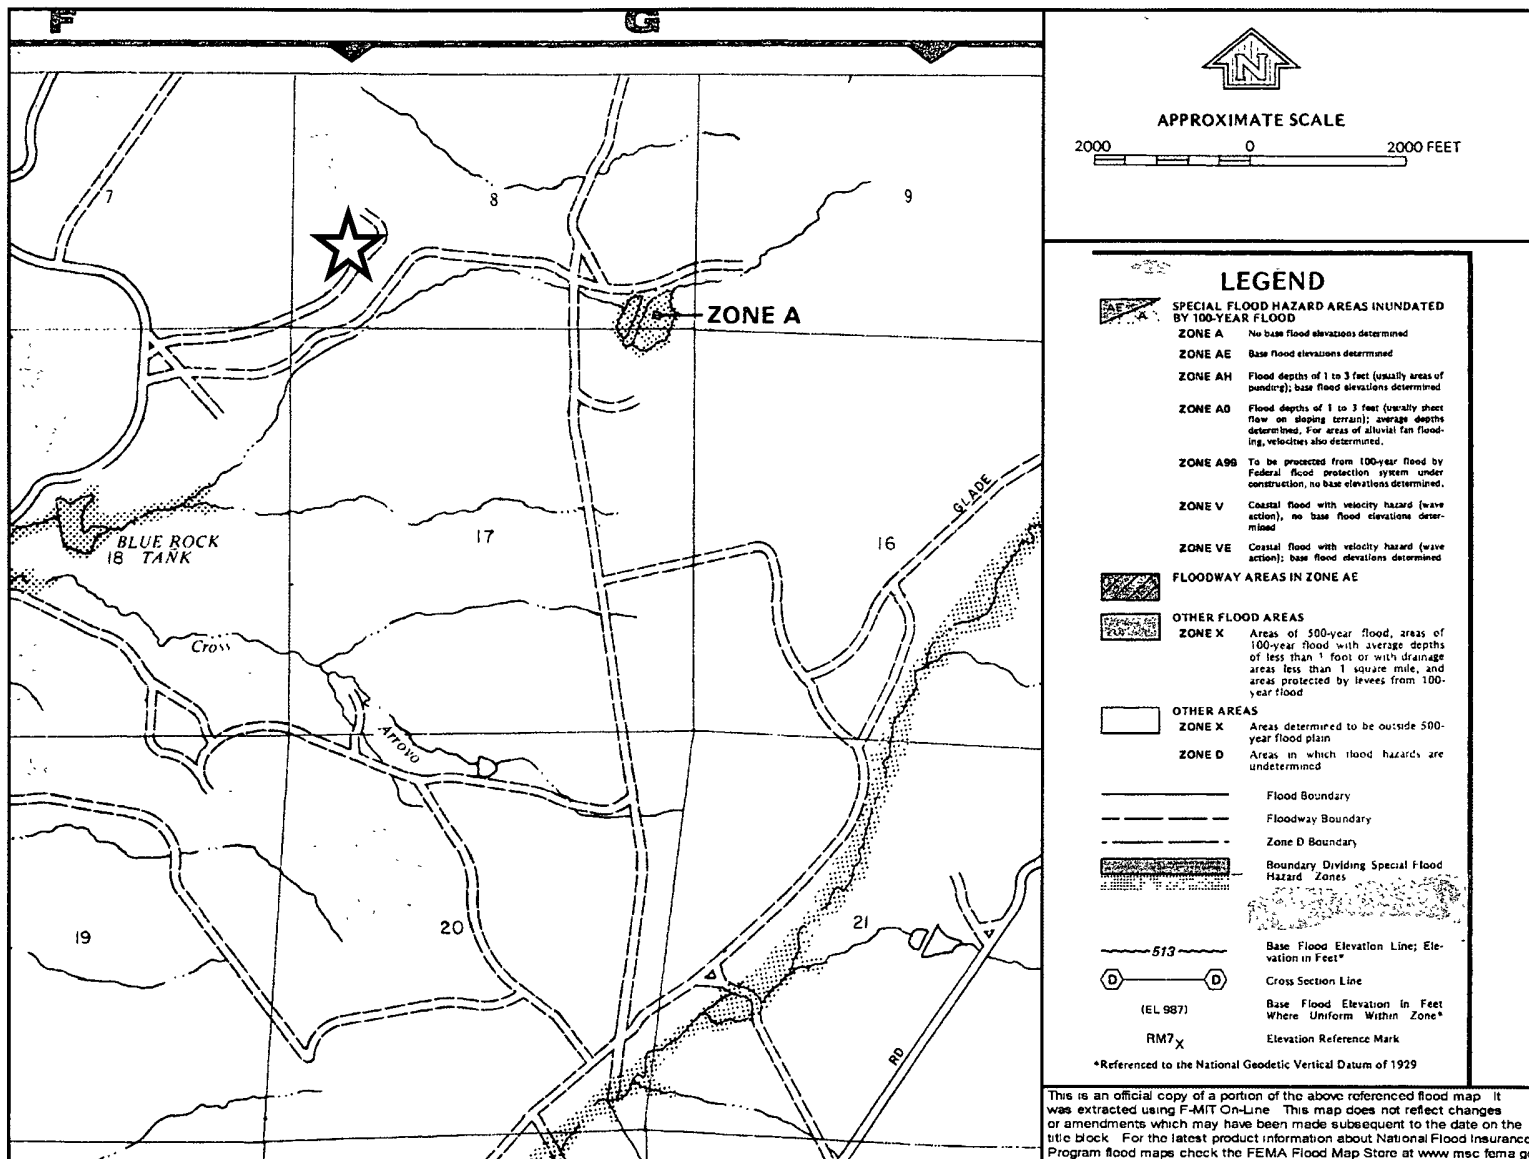 F G
N
APPROXIMATE SCALE
2000 0 2000 FEET
7
8
9
ZONE A
BLUE ROCK
TANK
18
17
16
GLADE
Cross
Arroyo
19
20
21
RD
LEGEND
AE
A
SPECIAL FLOOD HAZARD AREAS INUNDATED
BY 100-YEAR FLOOD
ZONE A No base flood elevations determined
ZONE AE Base flood elevations determined
ZONE AH Flood depths of 1 to 3 feet (usually areas of
ponding); base flood elevations determined
ZONE A0 Flood depths of 1 to 3 feet (usually sheet
flow on sloping terrain); average depths
determined. For areas of alluvial fan flood-
ing, velocities also determined.
ZONE A99 To be protected from 100-year flood by
Federal flood protection system under
construction, no base elevations determined.
ZONE V Coastal flood with velocity hazard (wave
action), no base flood elevations deter-
mined
ZONE VE Coastal flood with velocity hazard (wave
action); base flood elevations determined
FLOODWAY AREAS IN ZONE AE
OTHER FLOOD AREAS
ZONE X Areas of 500-year flood, areas of
100-year flood with average depths
of less than 1 foot or with drainage
areas less than 1 square mile, and
areas protected by levees from 100-
year flood
OTHER AREAS
ZONE X Areas determined to be outside 500-
year flood plain
ZONE D Areas in which flood hazards are
undetermined
Flood Boundary
Floodway Boundary
Zone D Boundary
Boundary Dividing Special Flood
Hazard Zones
513 Base Flood Elevation Line; Ele-
vation in Feet*
D D Cross Section Line
(EL 987) Base Flood Elevation in Feet
Where Uniform Within Zone*
RM7X Elevation Reference Mark
*Referenced to the National Geodetic Vertical Datum of 1929
This is an official copy of a portion of the above referenced flood map It
was extracted using F-MIT On-Line This map does not reflect changes
or amendments which may have been made subsequent to the date on the
title block For the latest product information about National Flood Insurance
Program flood maps check the FEMA Flood Map Store at www msc fema g